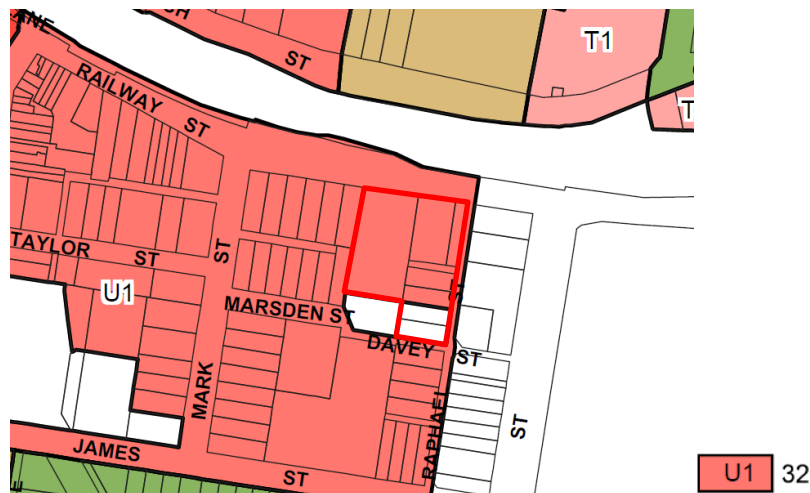 ST
T1
RAILWAY
ST
T
TAYLOR
ST
ST
U1
MARSDEN ST
ST
DAVEY
ST
MARK
RAPHAEL
ST
JAMES
ST
U1 32